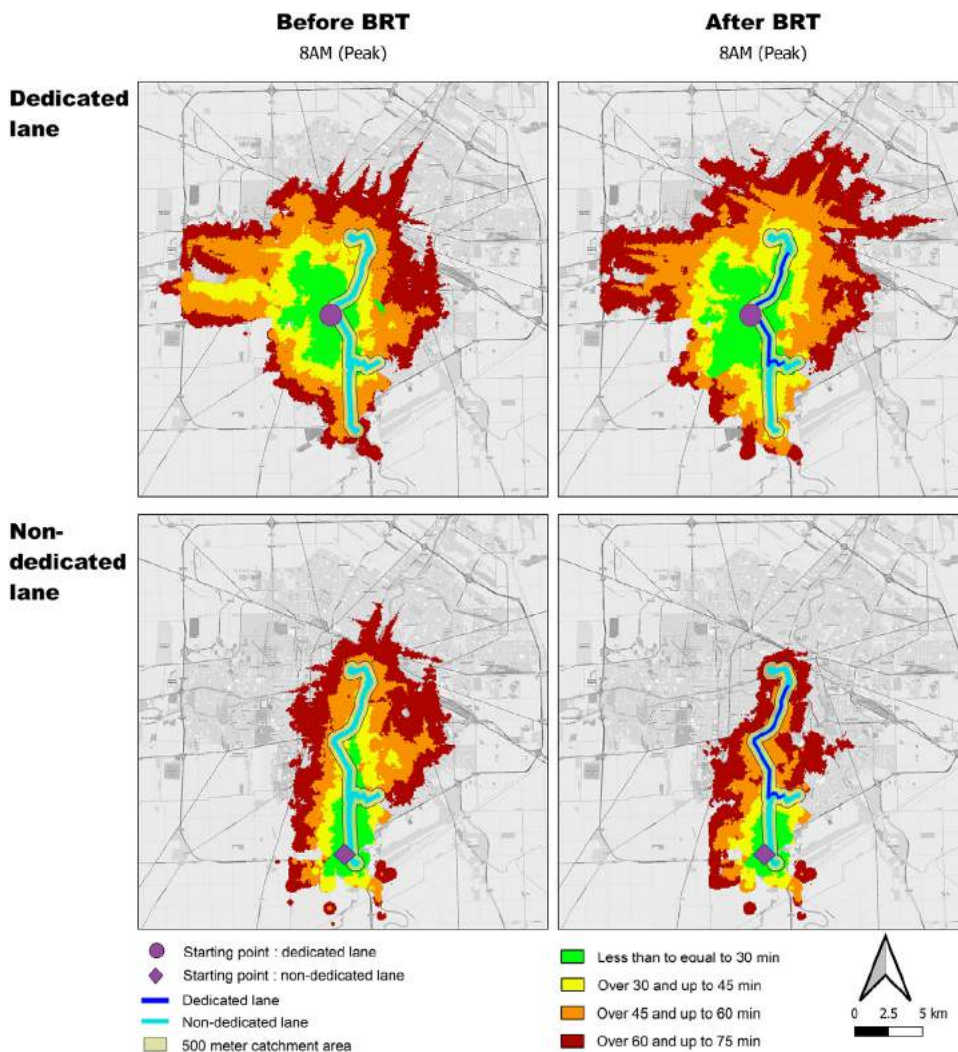 Before BRT
After BRT
8AM (Peak)
8AM (Peak)
Dedicated
lane
Non-
dedicated
lane
Starting point : dedicated lane
Starting point : non-dedicated lane
Dedicated lane
Non-dedicated lane
500 meter catchment area
Less than to equal to 30 min
Over 30 and up to 45 min
Over 45 and up to 60 min
Over 60 and up to 75 min
0 2.5 5 km